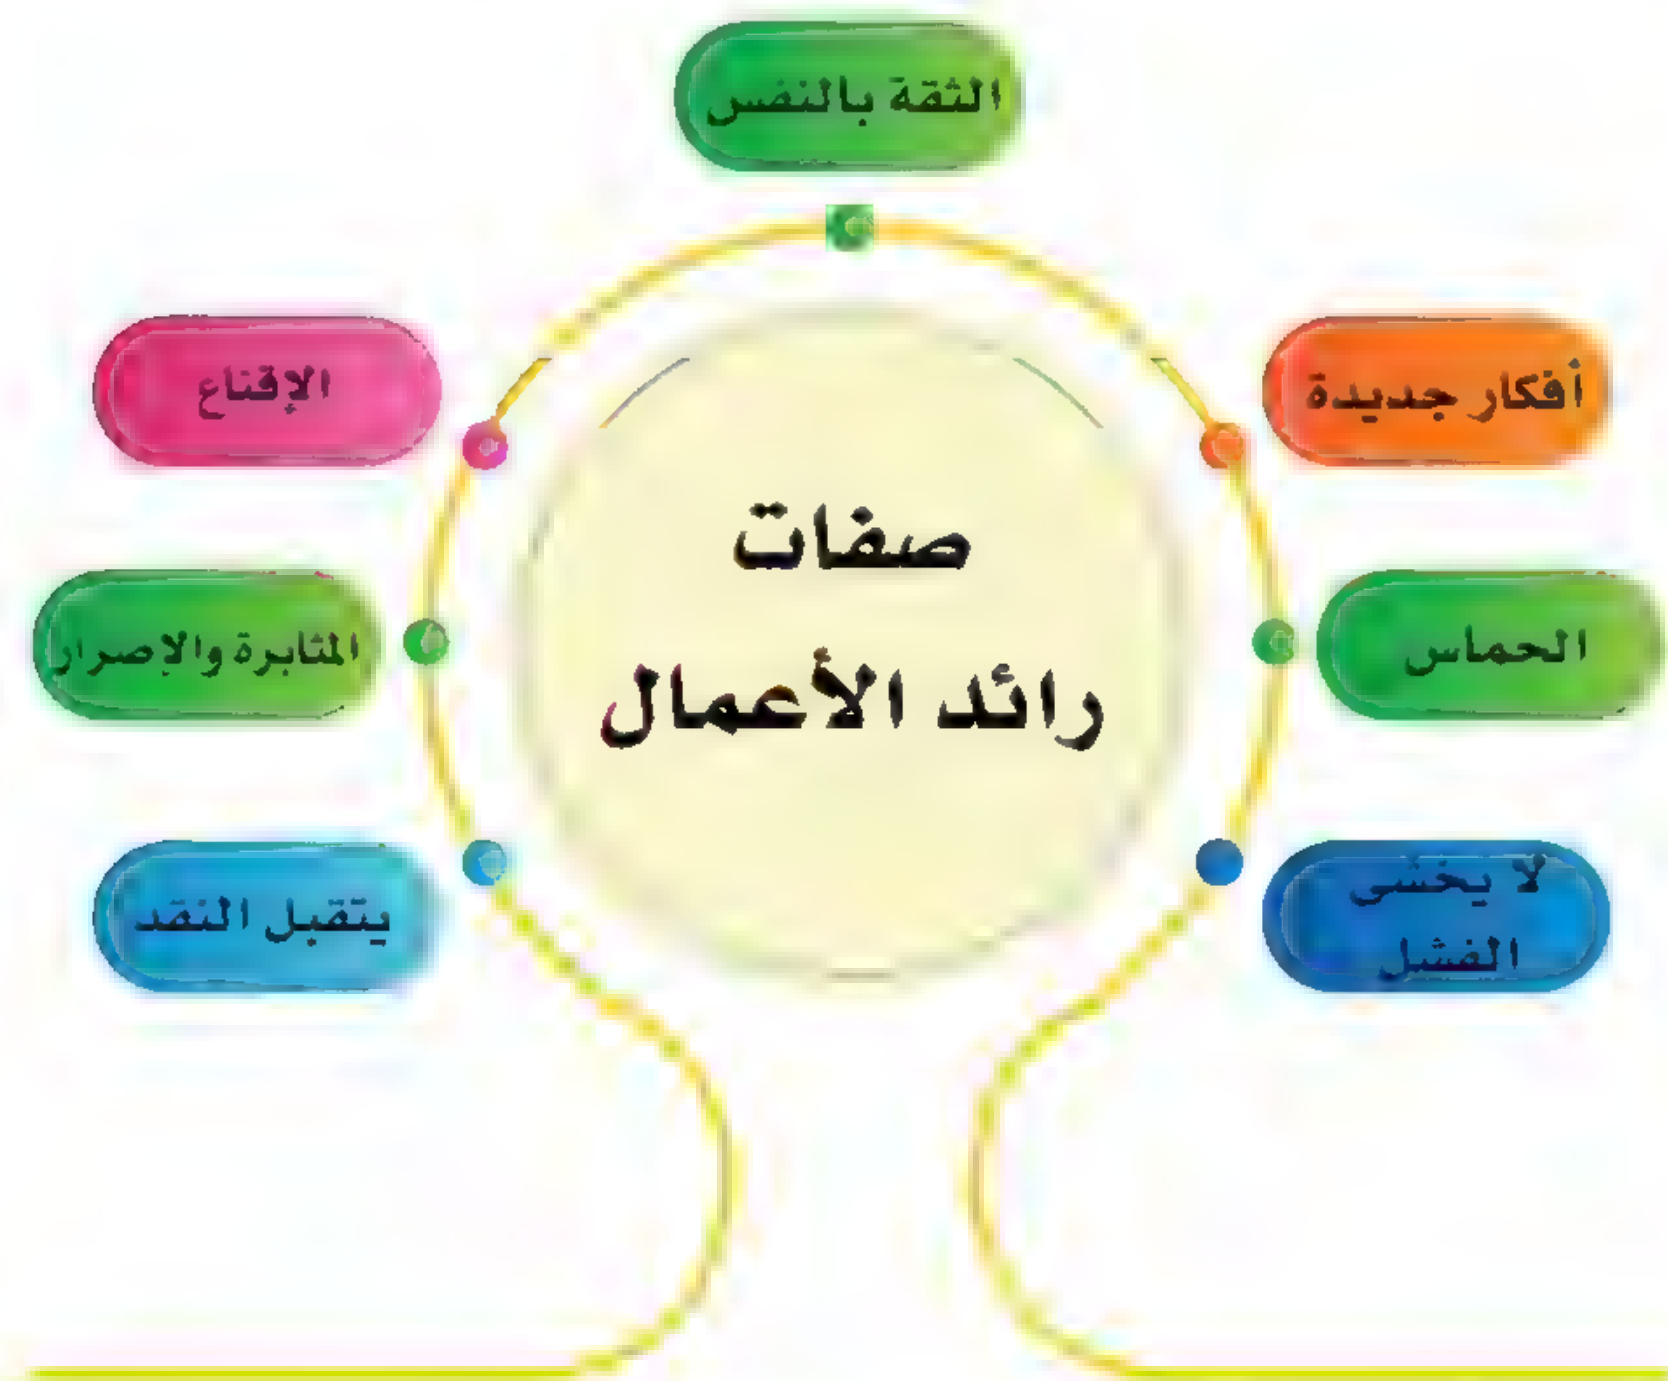 الثقة بالنفس
أفكار جديدة
الإقناع
صفات
رائد الأعمال
الحماس
المثابرة والإصرار
لا يخشى
الفشل
يتقبل النقد